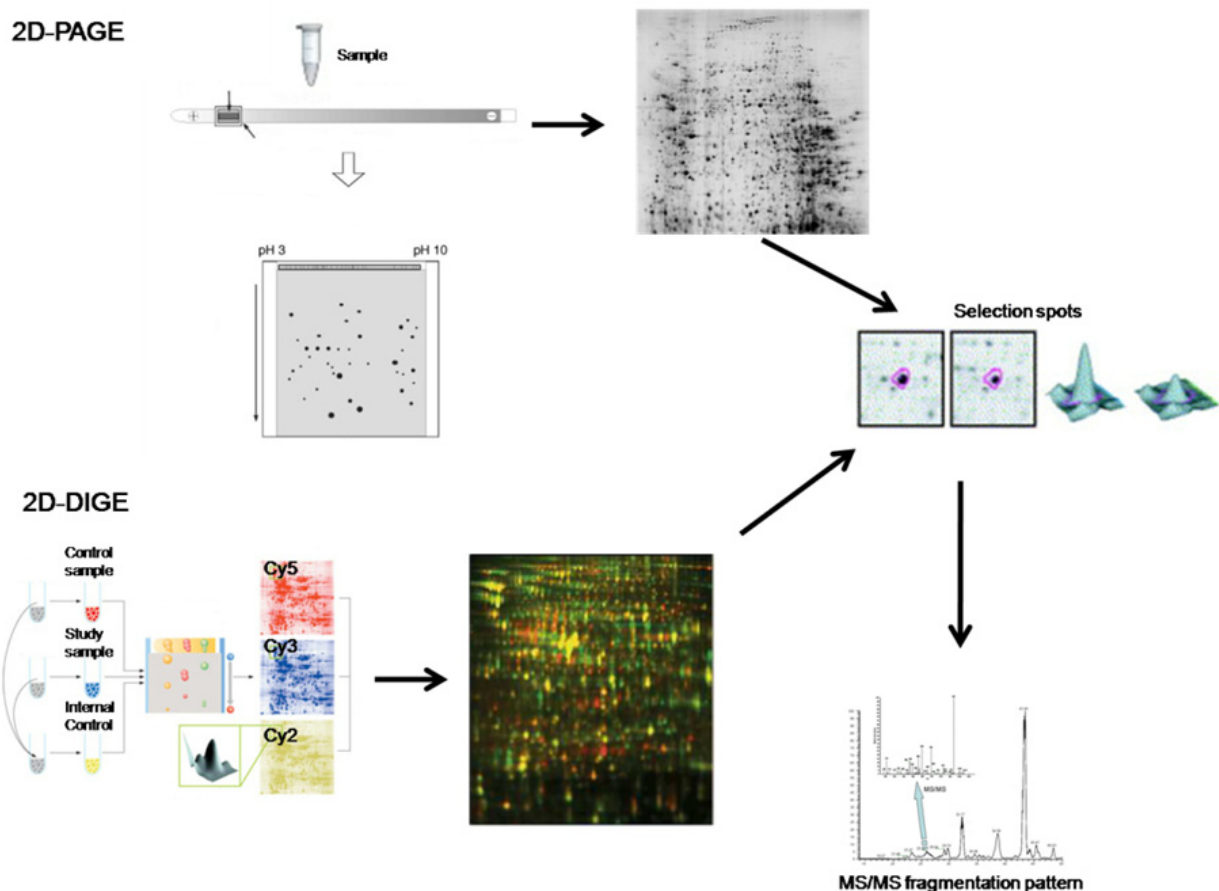 2D-PAGE
Sample
+
pH 3
pH 10
Selection spots
2D-DIGE
Control
sample
Study
sample
Internal
Control
Cy5
Cy3
Cy2
MS/MS
MS/MS fragmentation pattern